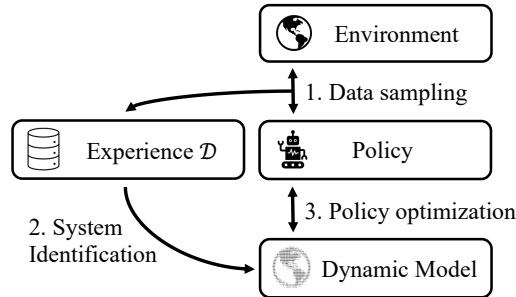 Environment
1. Data sampling
Experience 𝒟
Policy
2. System
Identification
3. Policy optimization
Dynamic Model